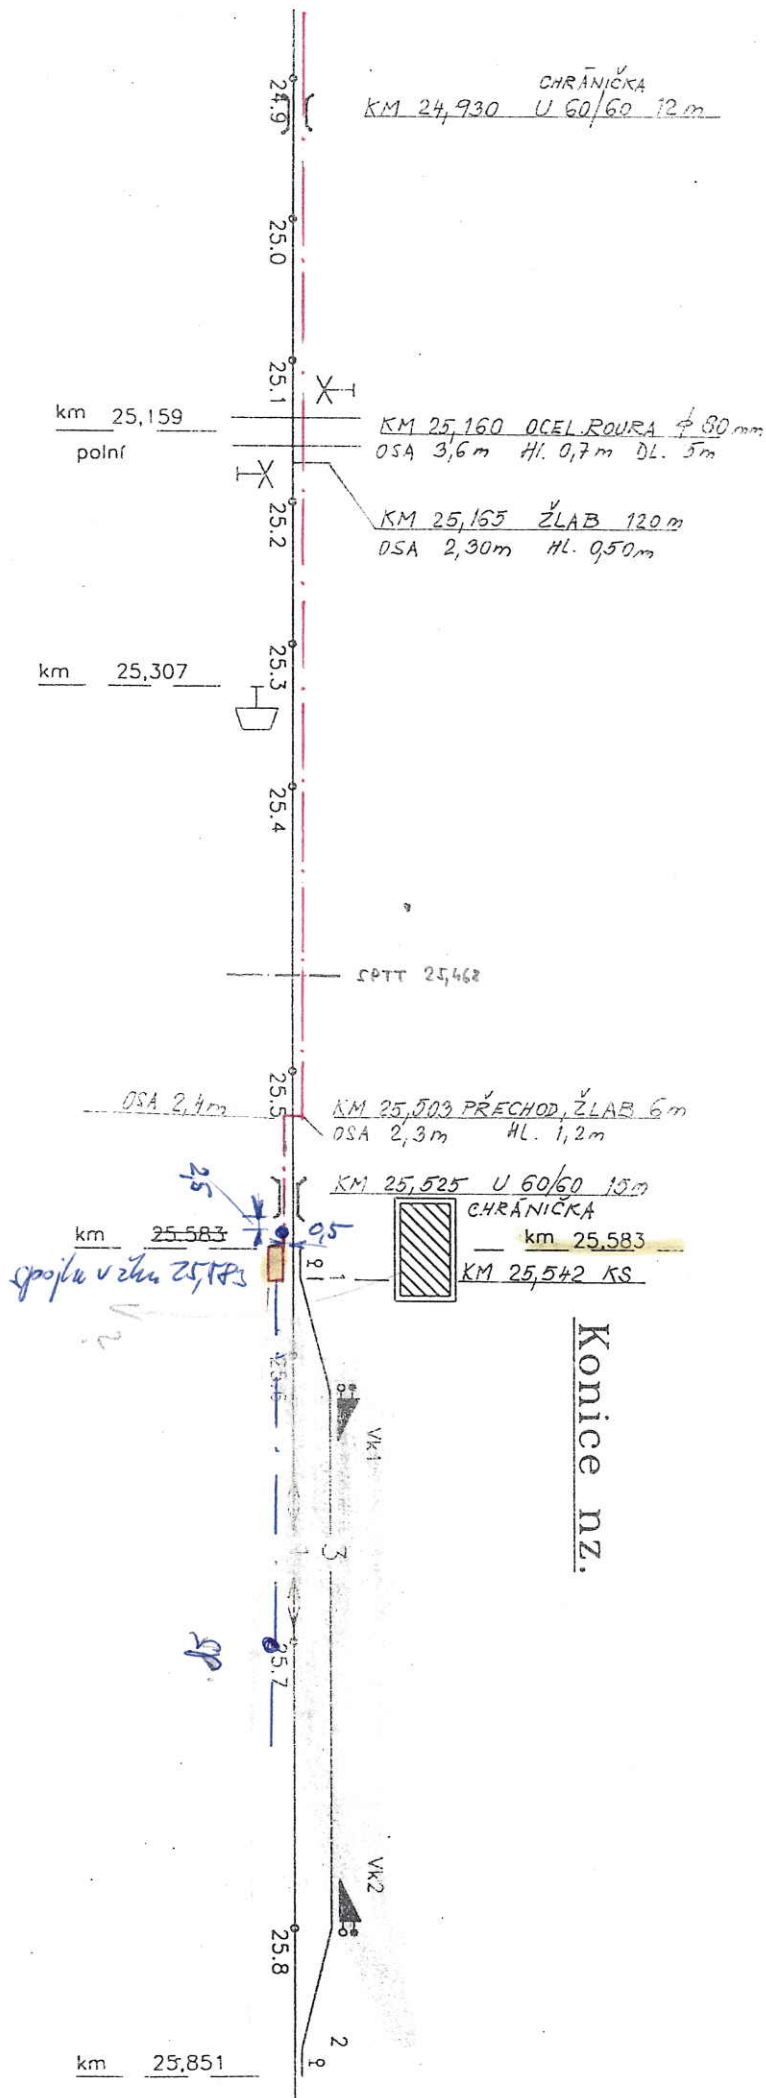 CHRÁNIČKA
KM 24,930 U 60/60 12 m
24.9
25.0
25.1
km 25,159
polní
KM 25,160 OCEL.ROURA ϕ 80 mm
OSA 3,6 m Hl. 0,7 m DL. 5 m
25.2
KM 25,165 ŽLAB 120 m
OSA 2,30 m HL. 0,50 m
km 25,307
25.3
25.4
SPTT 25,468
25.5
OSA 2,4 m
KM 25,503 PŘECHOD, ŽLAB 6 m
OSA 2,3 m HL. 1,2 m
KM 25,525 U 60/60 15 m
CHRÁNIČKA
2,5
0,5
km 25.583
km 25,583
KM 25,542 KS
1
Konice nz.
25.6
Vk1
1
3
25.7
Vk2
25.8
2
km 25,851